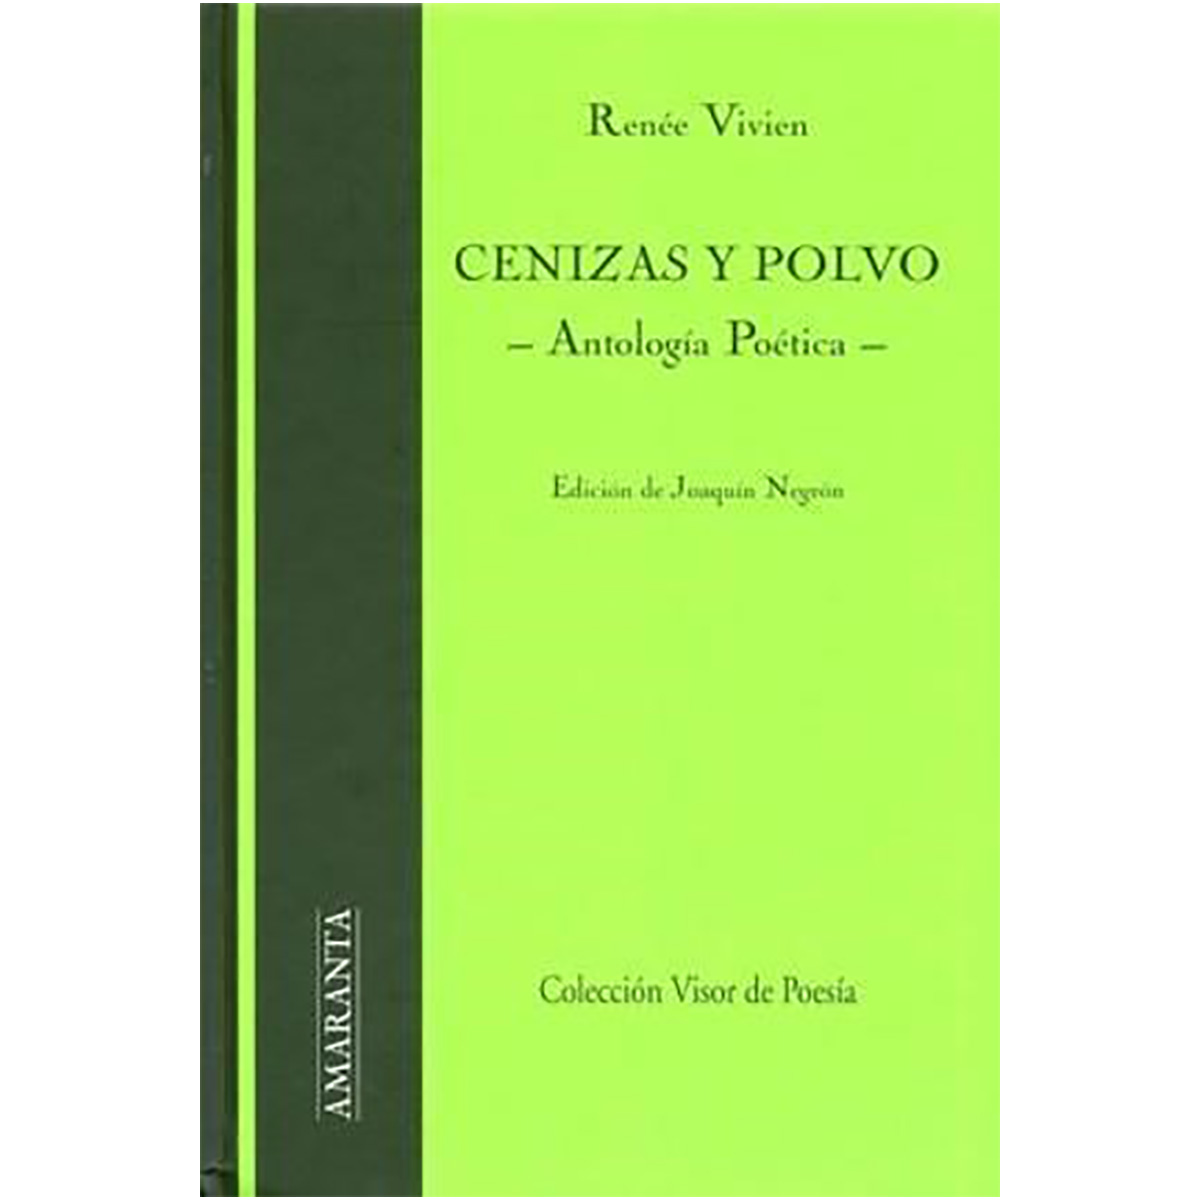 Renée Vivien
CENIZAS Y POLVO
– Antología Poética –
Edición de Joaquín Negrón
Colección Visor de Poesía
AMARANTA